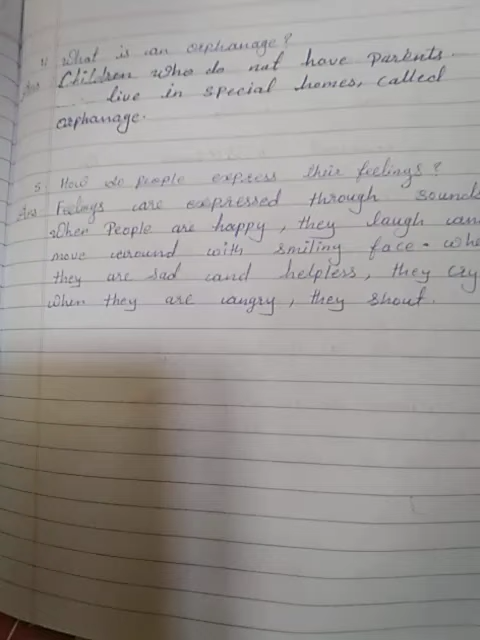 4. What is an orphanage?
Ans Children who do not have Parents
live in special homes, called
orphanage.
5. How do people express their feelings?
Ans Feelings are expressed through sounds
When People are happy, they laugh an
move around with smiling face. Whe
they are sad and helpless, they cry
When they are angry, they shout.